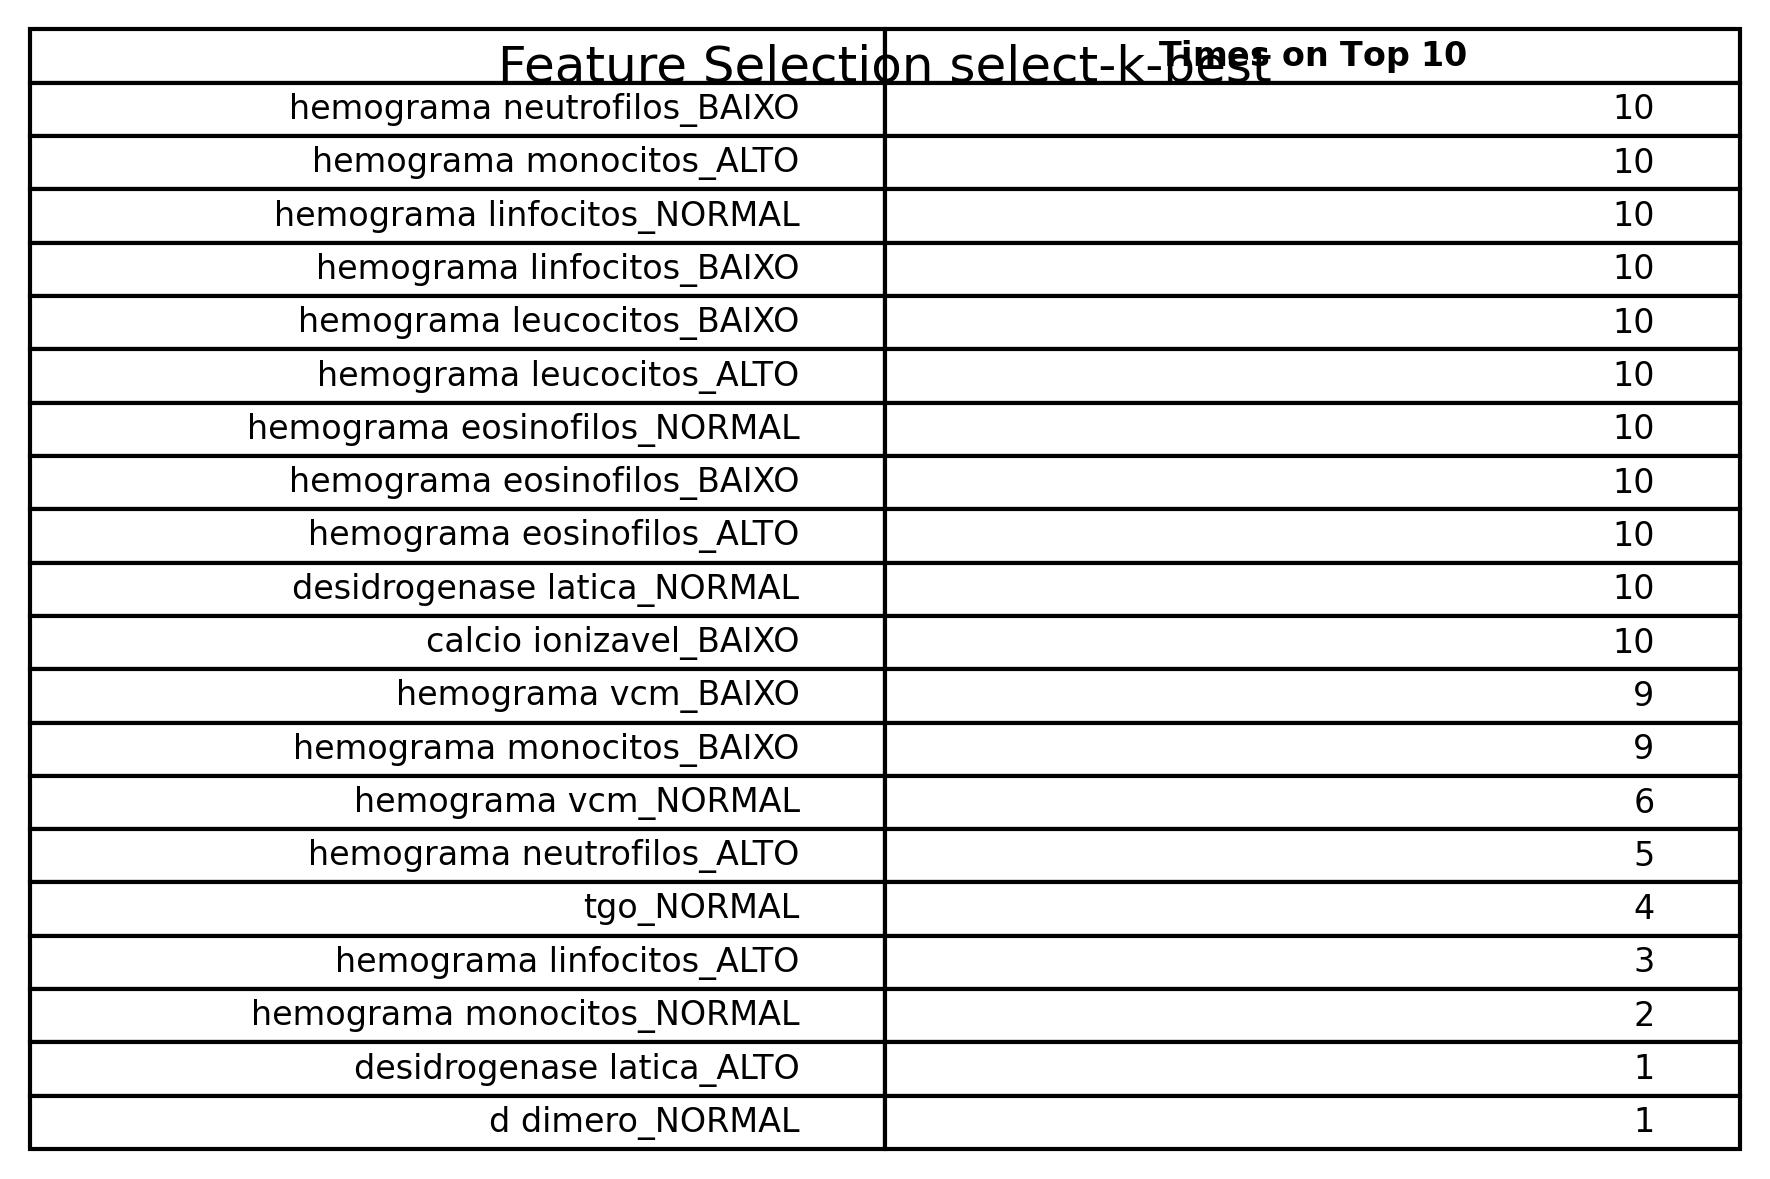 Feature Selection select-k-best
Times on Top 10
hemograma neutrofilos_BAIXO 10
hemograma monocitos_ALTO 10
hemograma linfocitos_NORMAL 10
hemograma linfocitos_BAIXO 10
hemograma leucocitos_BAIXO 10
hemograma leucocitos_ALTO 10
hemograma eosinofilos_NORMAL 10
hemograma eosinofilos_BAIXO 10
hemograma eosinofilos_ALTO 10
desidrogenase latica_NORMAL 10
calcio ionizavel_BAIXO 10
hemograma vcm_BAIXO 9
hemograma monocitos_BAIXO 9
hemograma vcm_NORMAL 6
hemograma neutrofilos_ALTO 5
tgo_NORMAL 4
hemograma linfocitos_ALTO 3
hemograma monocitos_NORMAL 2
desidrogenase latica_ALTO 1
d dimero_NORMAL 1